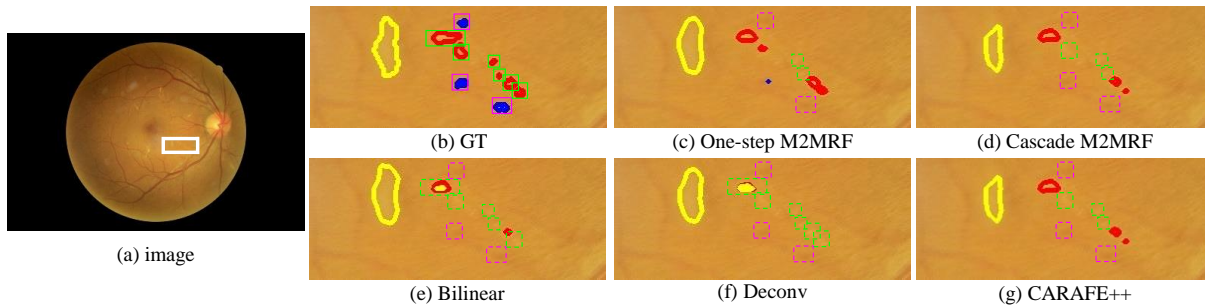 (a) image
(b) GT
(c) One-step M2MRF
(d) Cascade M2MRF
(e) Bilinear
(f) Deconv
(g) CARAFE++